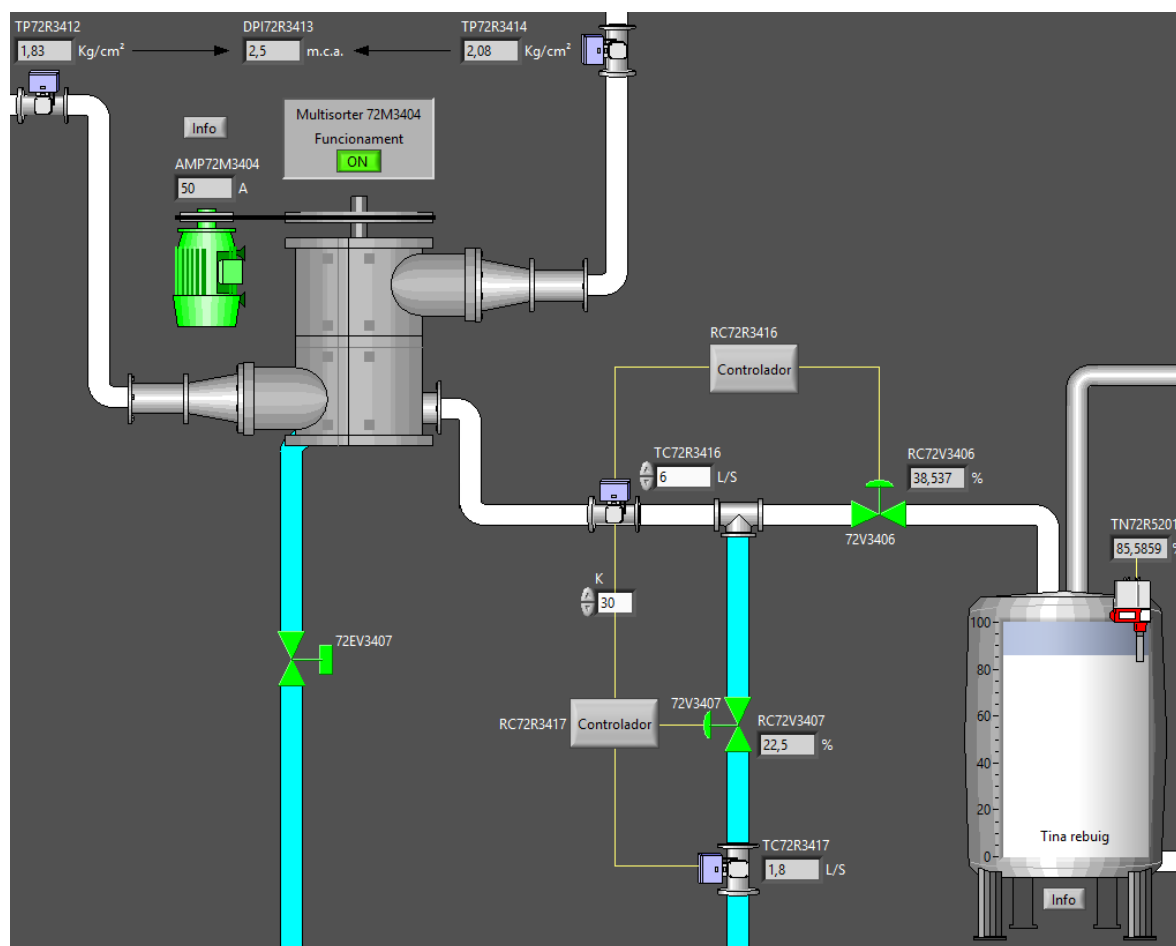 TP72R3412 DPI72R3413 TP72R3414
1,83 Kg/cm² 2,5 m.c.a. 2,08 Kg/cm²
Info
Multisorter 72M3404
Funcionament
ON
AMP72M3404
50 A
RC72R3416
Controlador
TC72R3416
6 L/S
RC72V3406
38,537 %
72V3406
TN72R5201
85,5859
K
30
72EV3407
RC72R3417 Controlador
72V3407
RC72V3407
22,5 %
100
80
60
40
20
0
Tina rebuig
TC72R3417
1,8 L/S
Info